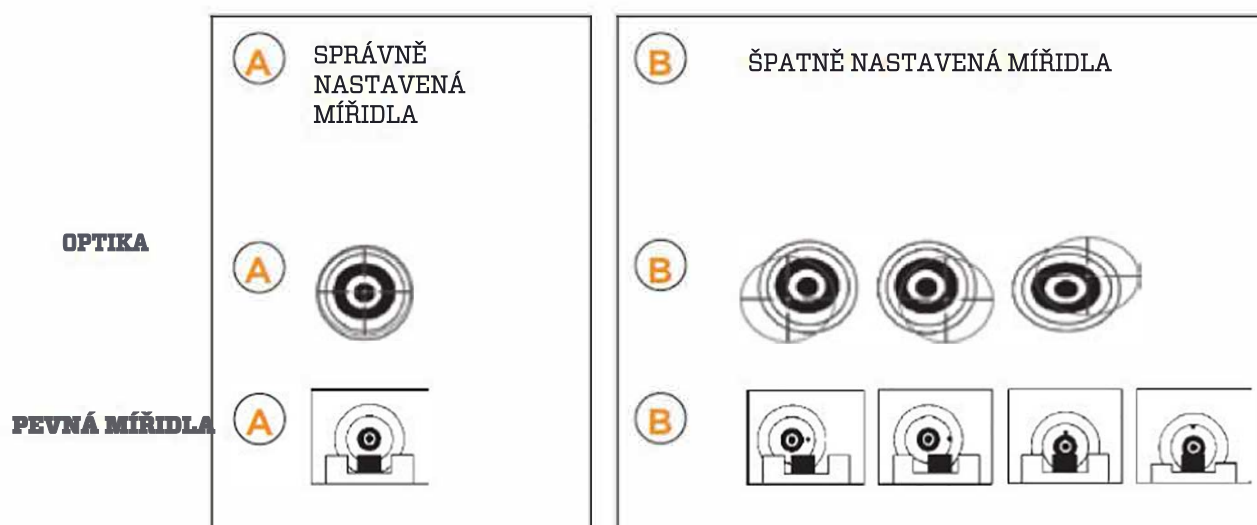 A SPRÁVNĚ
NASTAVENÁ
MÍŘIDLA
B ŠPATNĚ NASTAVENÁ MÍŘIDLA
OPTIKA A B
PEVNÁ MÍŘIDLA A B